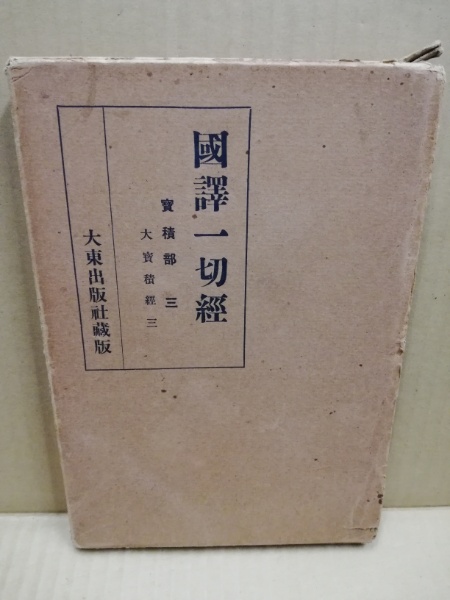 國譯一切經
寶積部 三
大寶積經 三
大東出版社藏版